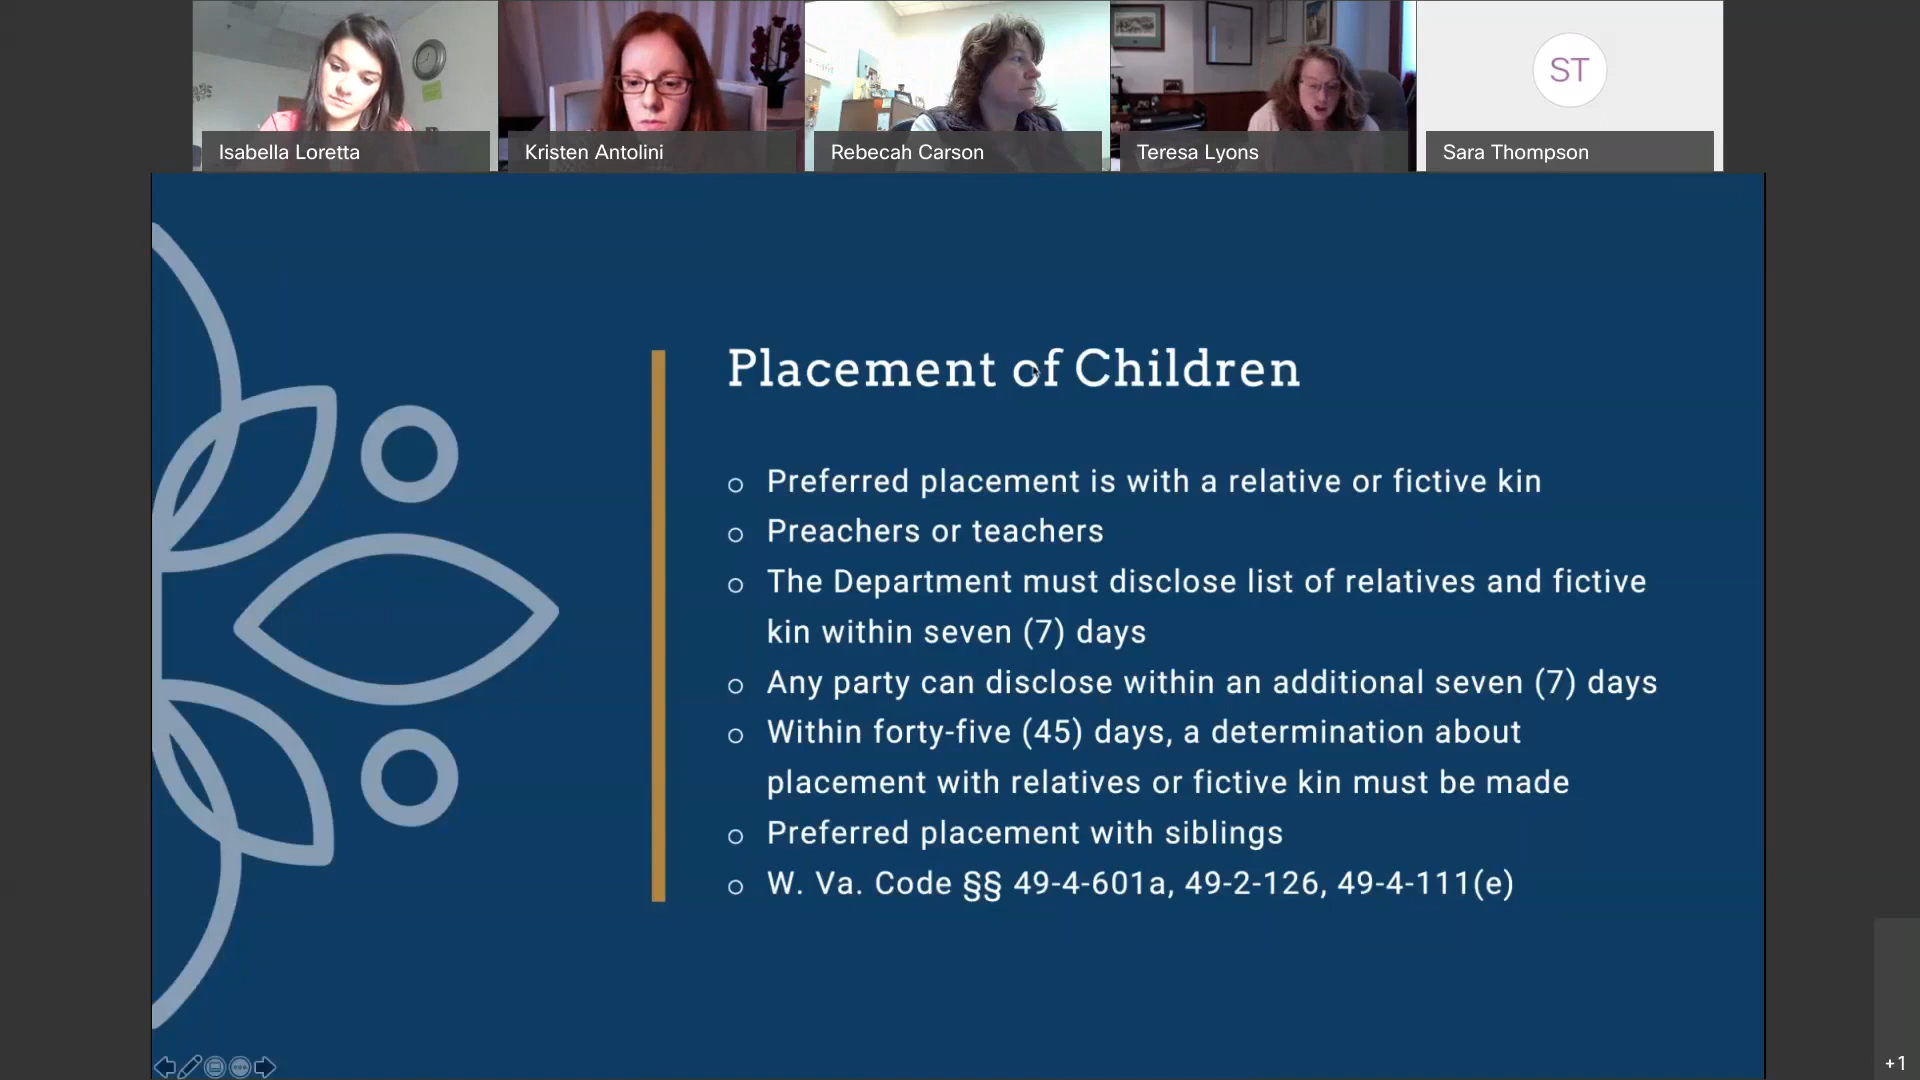 Isabella Loretta
Kristen Antolini
Rebecah Carson
Teresa Lyons
ST
Sara Thompson
Placement of Children
Preferred placement is with a relative or fictive kin
Preachers or teachers
The Department must disclose list of relatives and fictive
kin within seven (7) days
Any party can disclose within an additional seven (7) days
Within forty-five (45) days, a determination about
placement with relatives or fictive kin must be made
Preferred placement with siblings
W. Va. Code §§ 49-4-601a, 49-2-126, 49-4-111(e)
+1